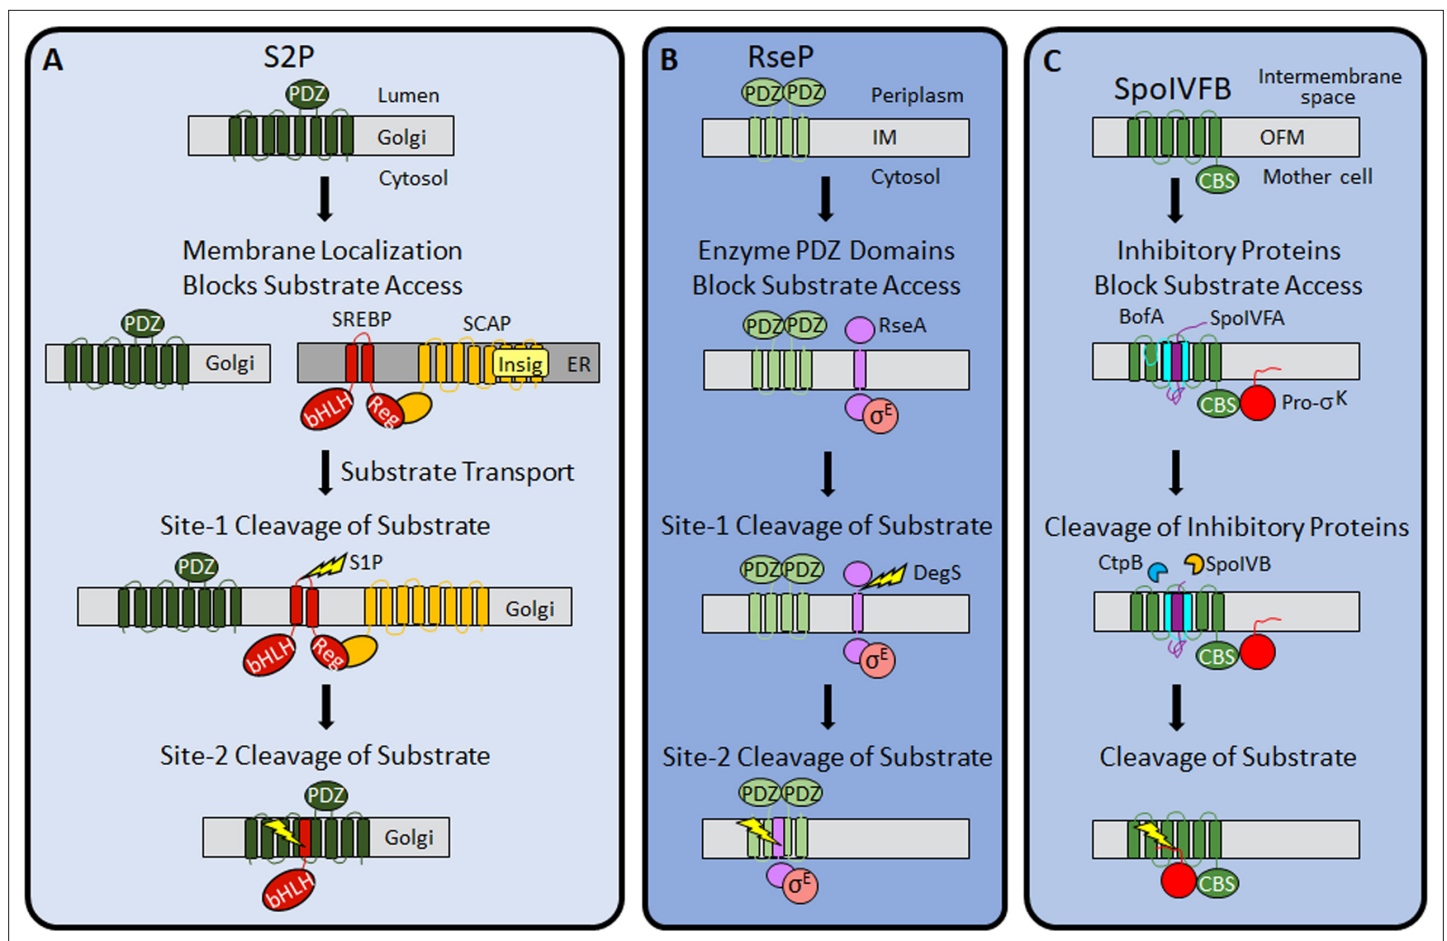 A
S2P
PDZ
Lumen
Golgi
Cytosol
Membrane Localization
Blocks Substrate Access
PDZ
SREBP
SCAP
Golgi
Insig
ER
bHLH
Reg
Substrate Transport
Site-1 Cleavage of Substrate
PDZ
S1P
Golgi
bHLH
Reg
Site-2 Cleavage of Substrate
PDZ
Golgi
bHLH
B
RseP
PDZ PDZ
Periplasm
IM
Cytosol
Enzyme PDZ Domains
Block Substrate Access
PDZ PDZ
RseA
σE
Site-1 Cleavage of Substrate
PDZ PDZ
DegS
σE
Site-2 Cleavage of Substrate
PDZ PDZ
σE
C
SpoIVFB
Intermembrane
space
OFM
CBS
Mother cell
Inhibitory Proteins
Block Substrate Access
BofA
SpoIVFA
CBS
Pro-σK
Cleavage of Inhibitory Proteins
CtpB
SpoIVB
CBS
Cleavage of Substrate
CBS